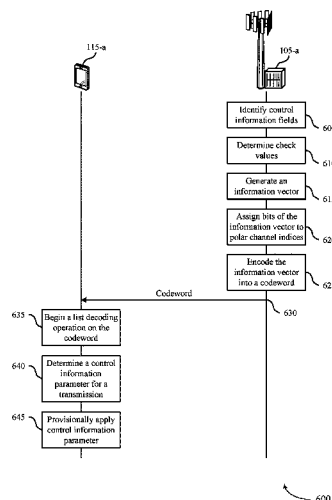 115-a
105-a
Identify control
information fields
Determine check
values
610
Generate an
information vector
Assign bits of the
information vector to
polar channel indices
Encode the
information vector
into a codeword
Codeword
630
635
Begin a list decoding
operation on the
codeword
640
Determine a control
information
parameter for a
transmission
645
Provisionally apply
control information
parameter
600